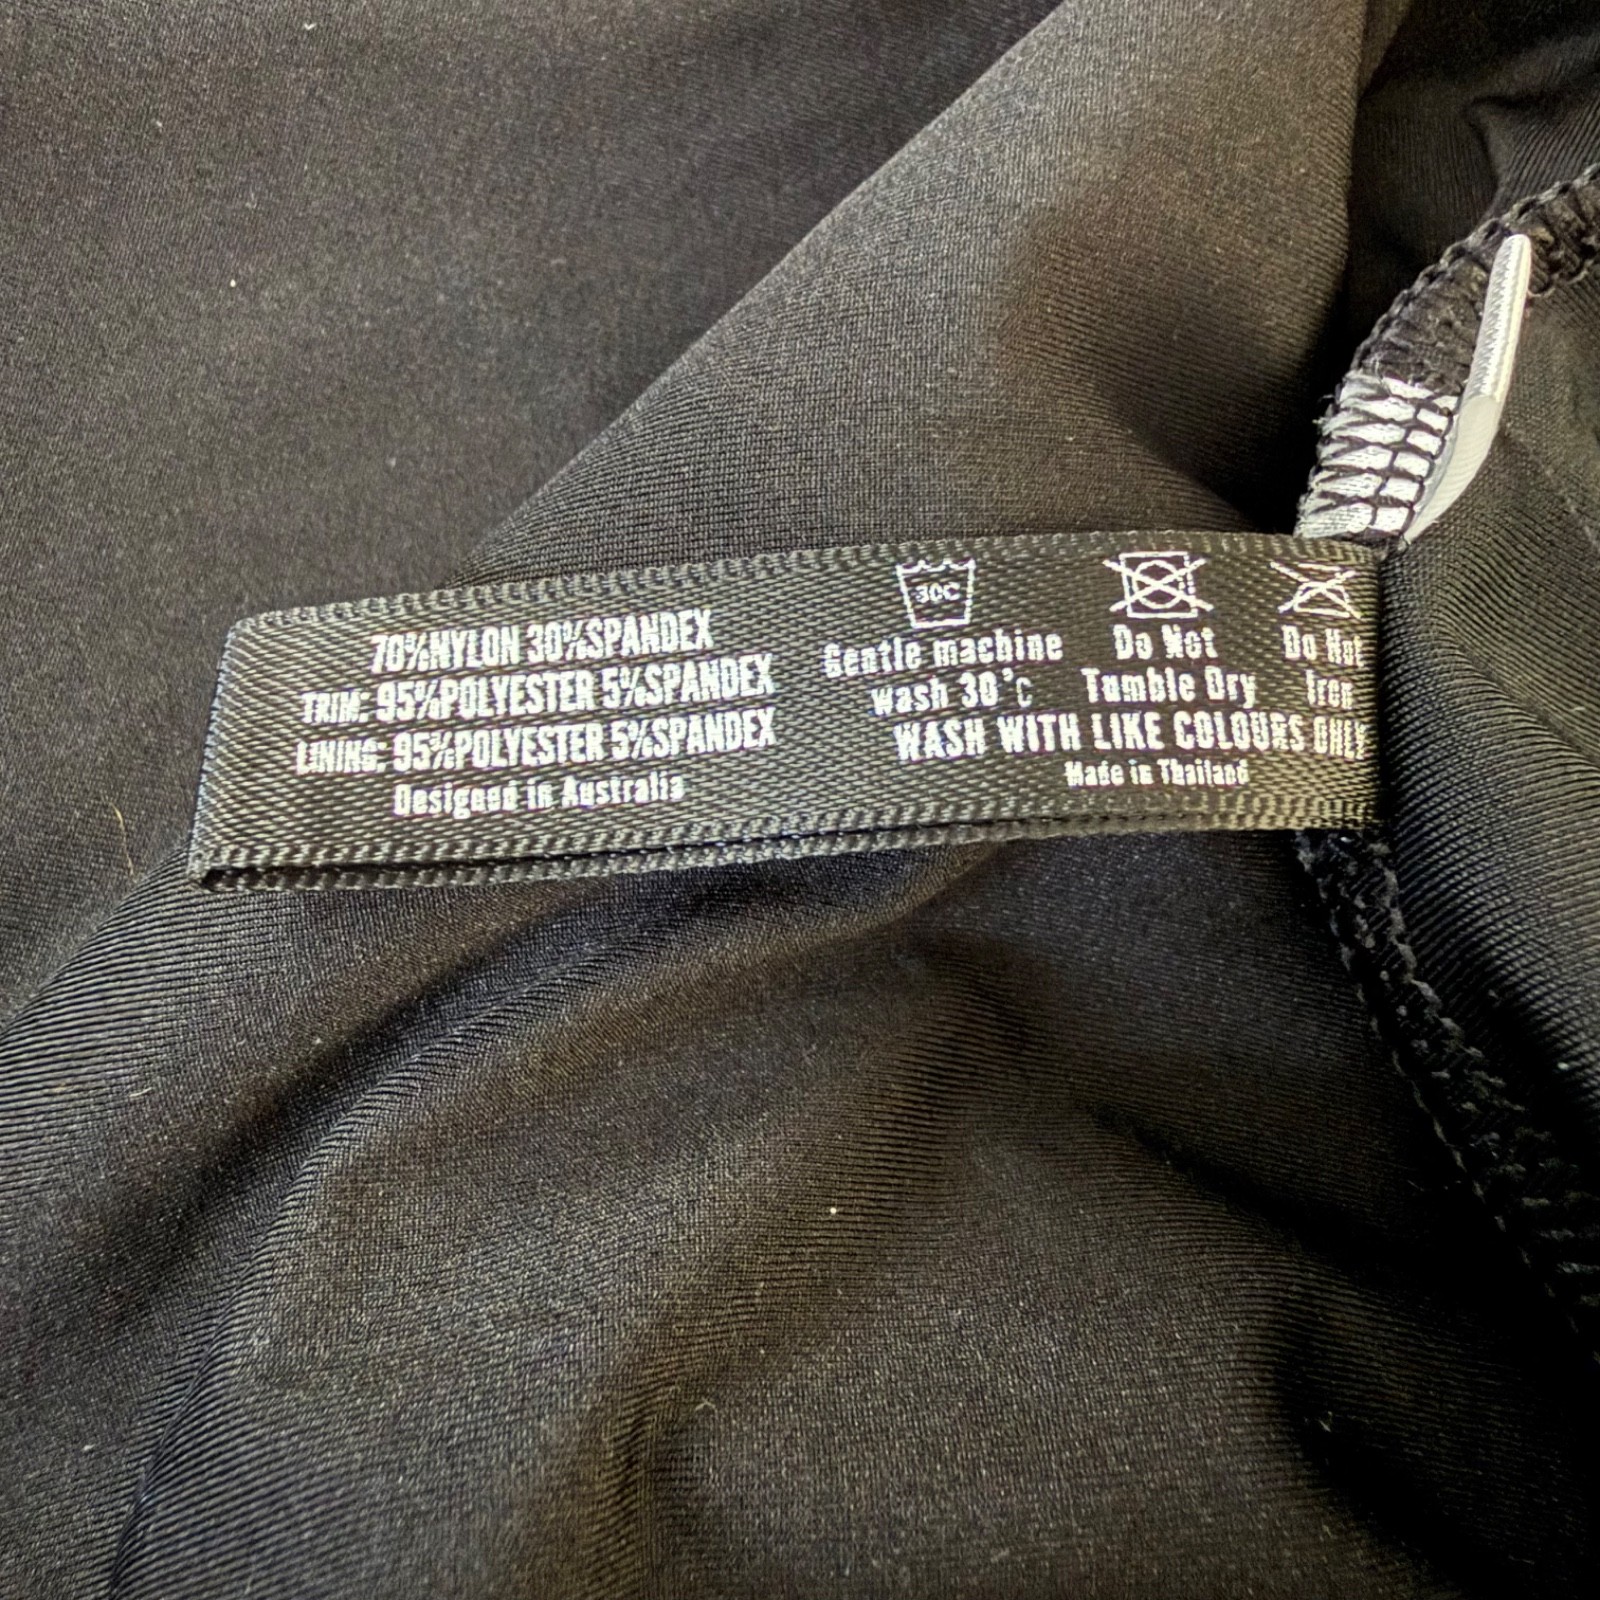 70%NYLON 30%SPANDEX
TRIM: 95%POLYESTER 5%SPANDEX
LINING: 95%POLYESTER 5%SPANDEX
Designed in Australia
30C
Gentle machine
wash 30°C
Do Not
Tumble Dry
Do Not
Iron
WASH WITH LIKE COLOURS ONLY
Made in Thailand